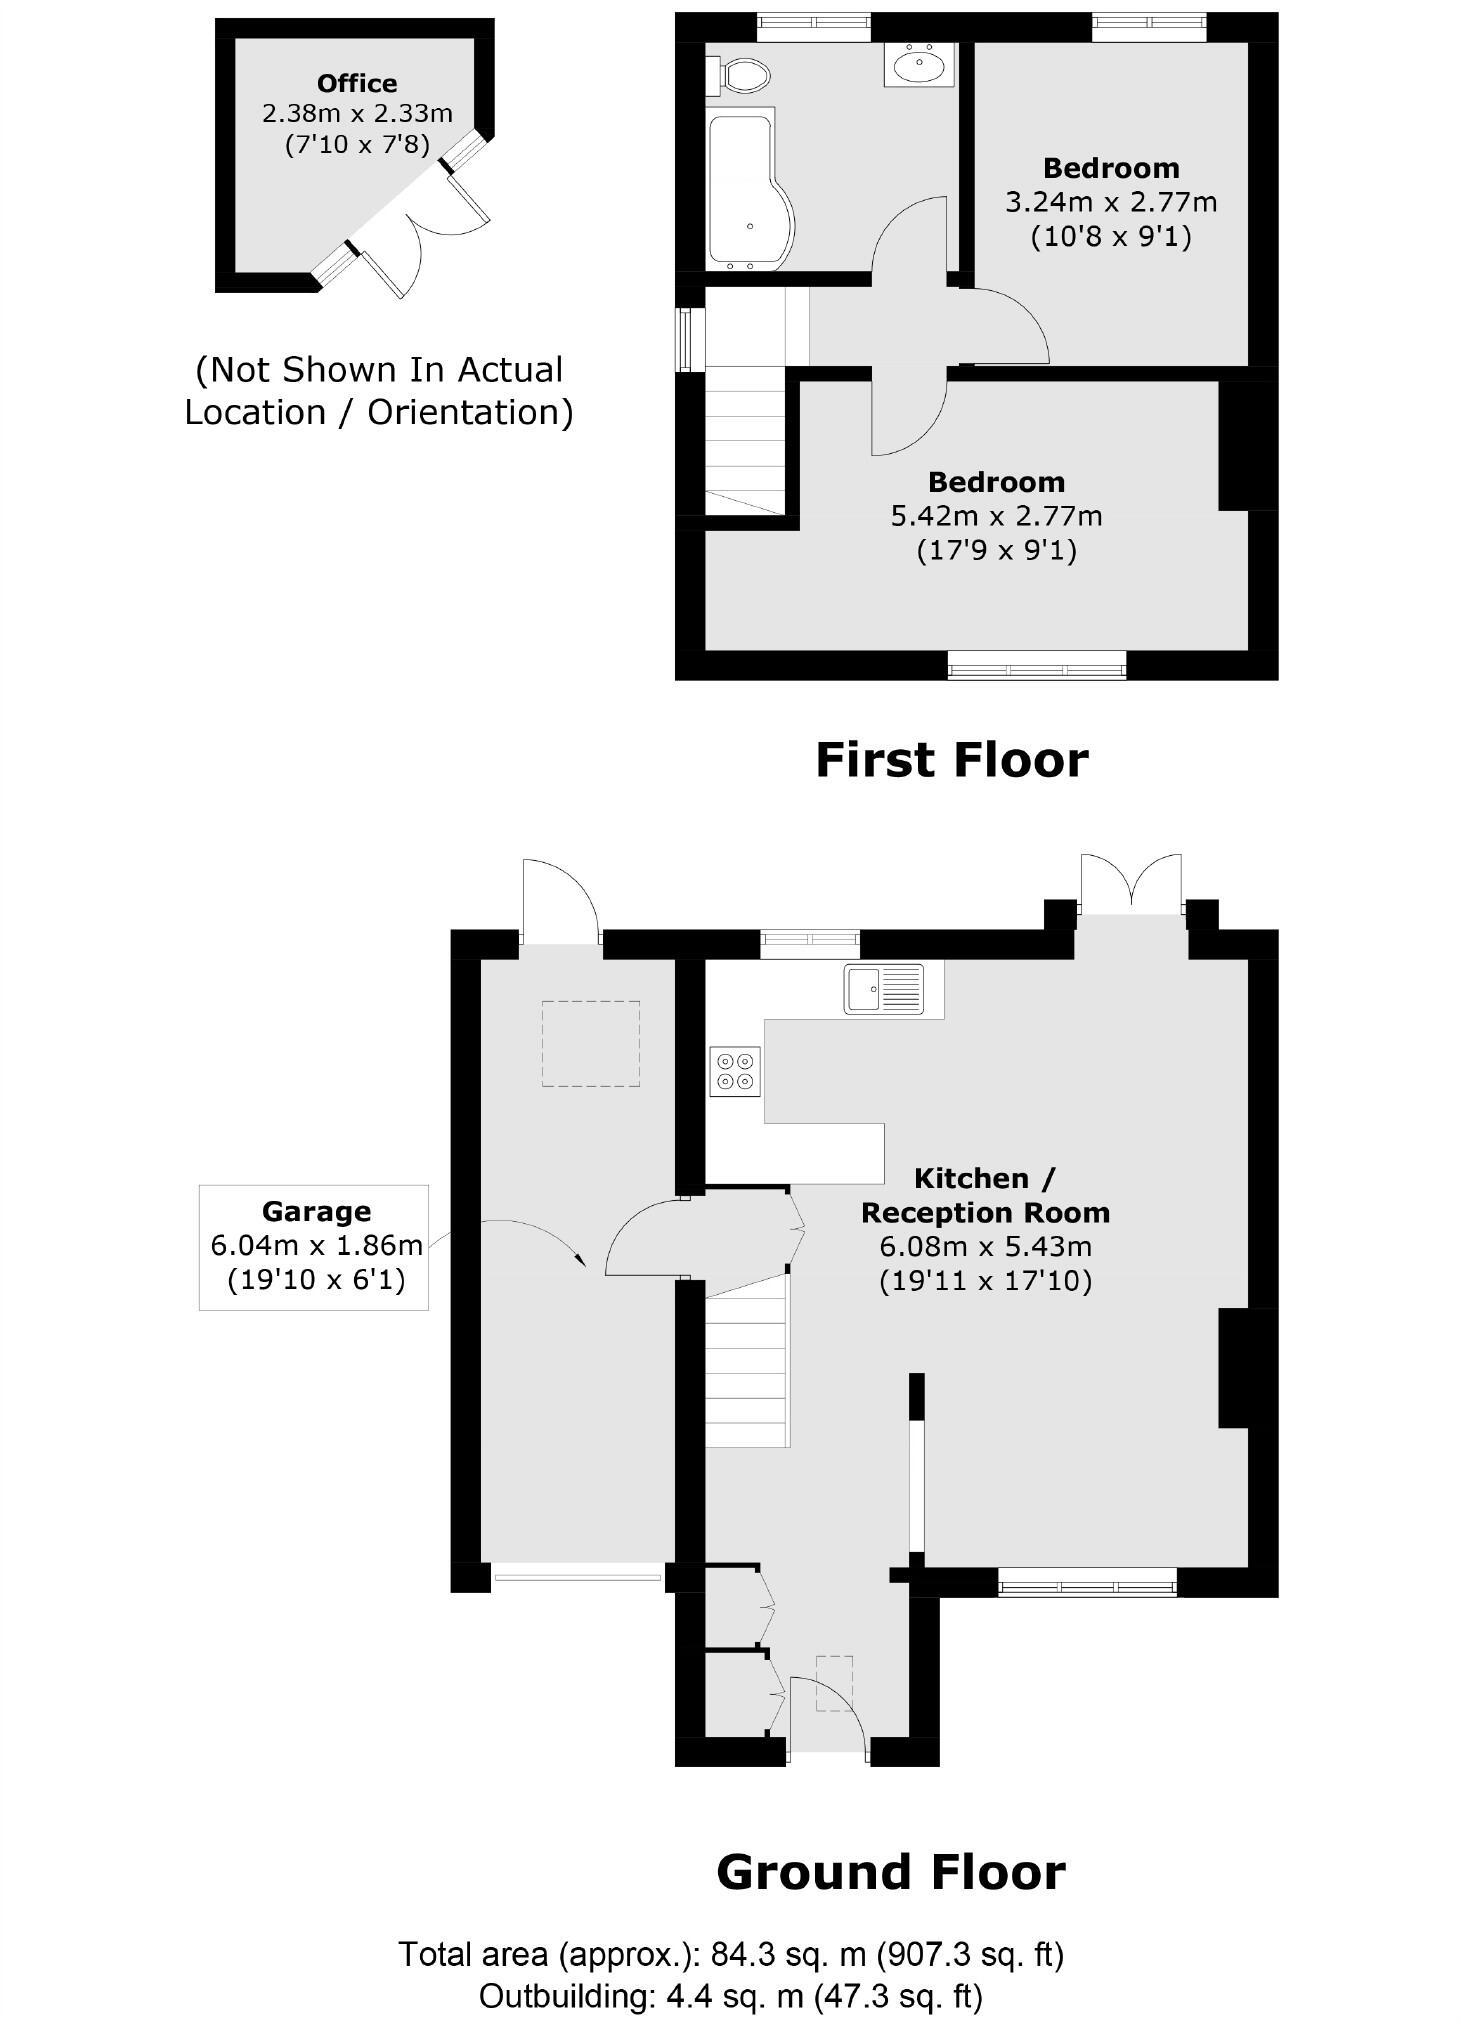 Office
2.38m x 2.33m
(7'10 x 7'8)
(Not Shown In Actual
Location / Orientation)
Bedroom
3.24m x 2.77m
(10'8 x 9'1)
Bedroom
5.42m x 2.77m
(17'9 x 9'1)
First Floor
Garage
6.04m x 1.86m
(19'10 x 6'1)
Kitchen /
Reception Room
6.08m x 5.43m
(19'11 x 17'10)
Ground Floor
Total area (approx.): 84.3 sq. m (907.3 sq. ft)
Outbuilding: 4.4 sq. m (47.3 sq. ft)